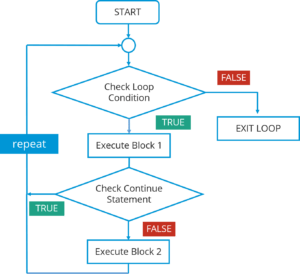 START
Check Loop
Condition
FALSE
TRUE
EXIT LOOP
repeat
Execute Block 1
Check Continue
Statement
TRUE
FALSE
Execute Block 2